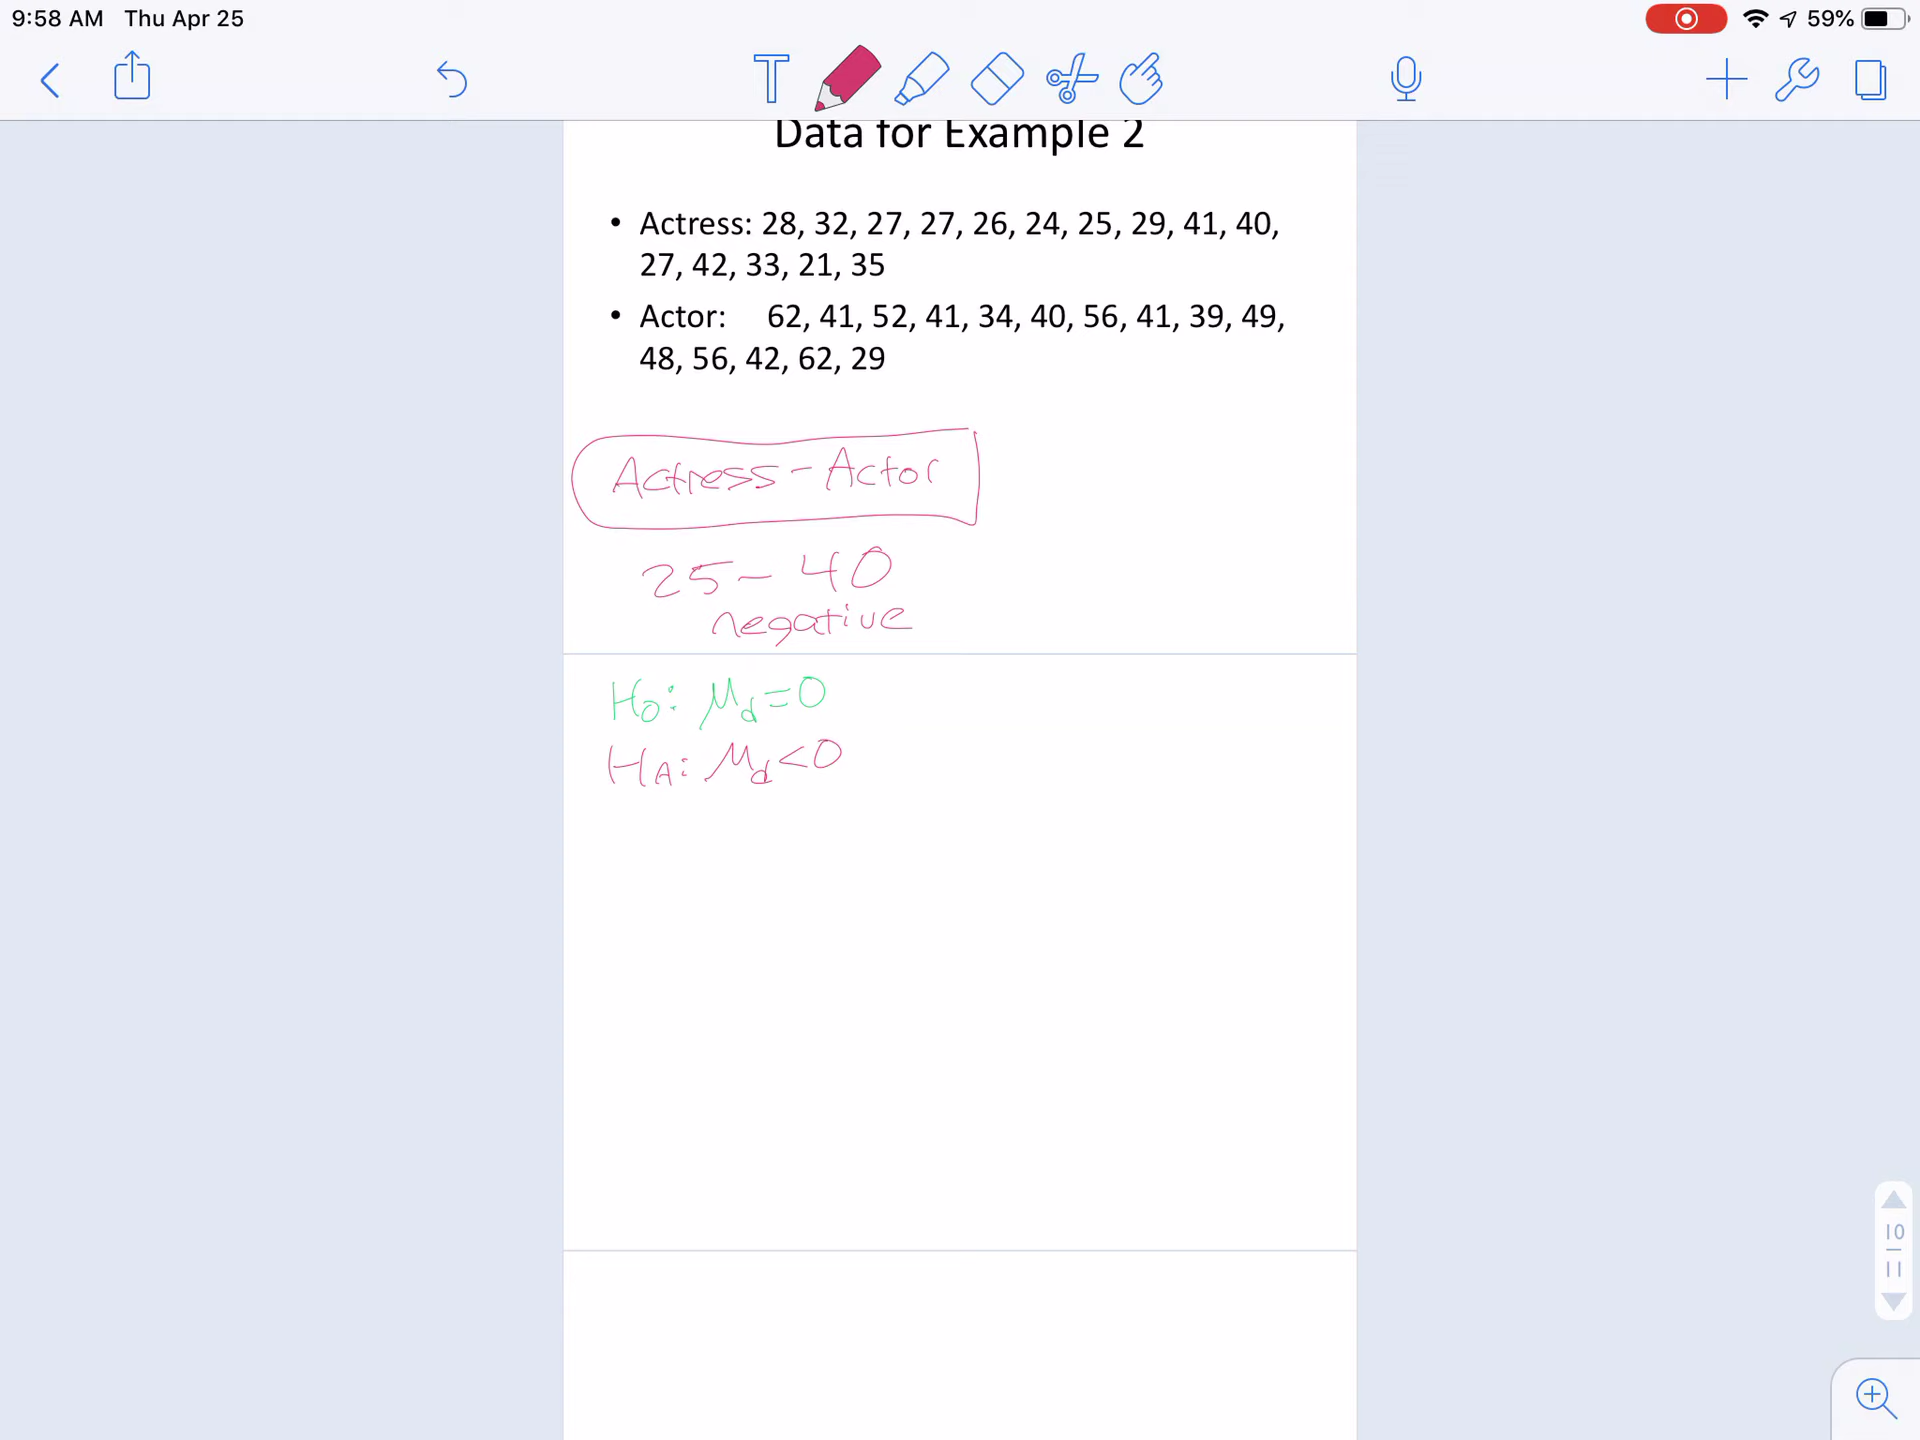 9:58 AM Thu Apr 25
59%
T
Data for Example 2
• Actress: 28, 32, 27, 27, 26, 24, 25, 29, 41, 40,
27, 42, 33, 21, 35
• Actor: 62, 41, 52, 41, 34, 40, 56, 41, 39, 49,
48, 56, 42, 62, 29
Actress - Actor
25 - 40
negative
H₀: μd = 0
HA: μd < 0
10
11